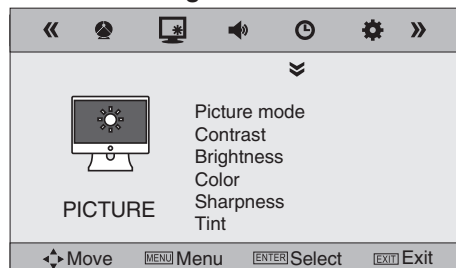 Picture mode
Contrast
Brightness
Color
Sharpness
Tint
PICTURE
Move MENU Menu ENTER Select EXIT Exit